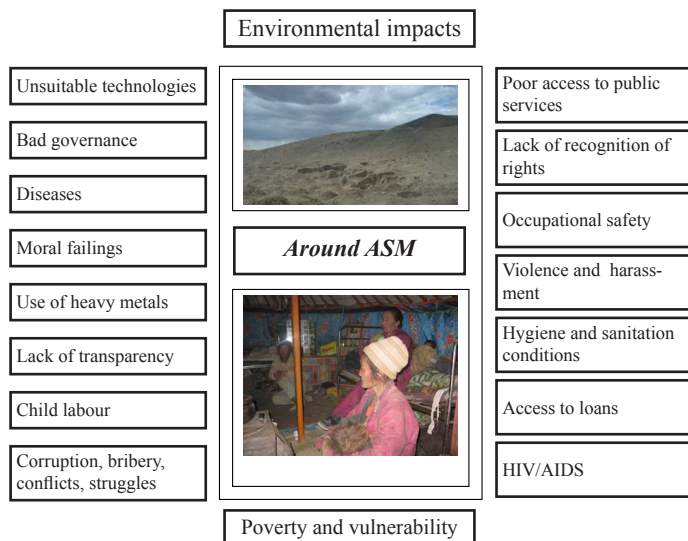 Environmental impacts
Unsuitable technologies
Bad governance
Diseases
Moral failings
Use of heavy metals
Lack of transparency
Child labour
Corruption, bribery,
conflicts, struggles
Around ASM
Poor access to public
services
Lack of recognition of
rights
Occupational safety
Violence and harass-
ment
Hygiene and sanitation
conditions
Access to loans
HIV/AIDS
Poverty and vulnerability